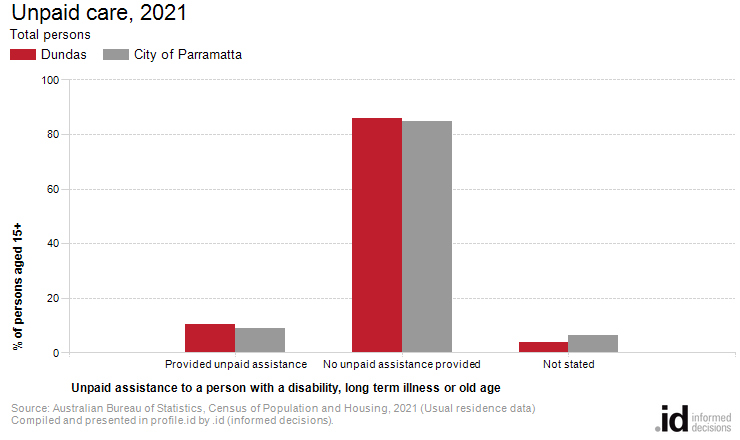 Unpaid care, 2021
Total persons
Dundas
City of Parramatta
% of persons aged 15+
100
80
60
40
20
0
Provided unpaid assistance
No unpaid assistance provided
Not stated
Unpaid assistance to a person with a disability, long term illness or old age
Source: Australian Bureau of Statistics, Census of Population and Housing, 2021 (Usual residence data)
Compiled and presented in profile.id by .id (informed decisions).
.id informed
decisions